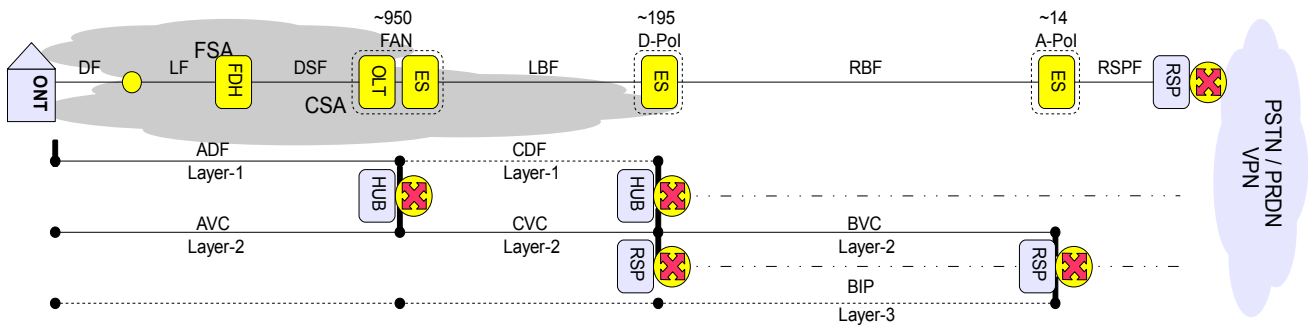 ~950
FAN
~195
D-PoI
~14
A-PoI
FSA
DF
LF
DSF
LBF
RBF
RSPF
ONT
FDH
OLT
ES
ES
ES
RSP
CSA
PSTN / PRDN
VPN
ADF
Layer-1
CDF
Layer-1
HUB
HUB
AVC
Layer-2
CVC
Layer-2
BVC
Layer-2
RSP
RSP
BIP
Layer-3